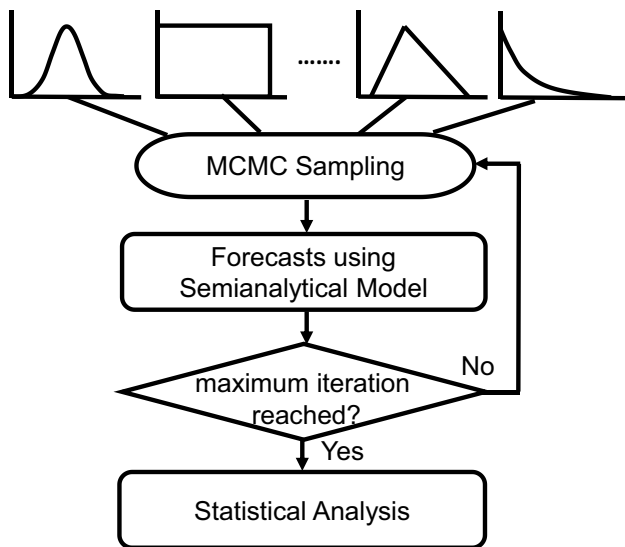 .......
MCMC Sampling
Forecasts using
Semianalytical Model
maximum iteration
reached?
No
Yes
Statistical Analysis